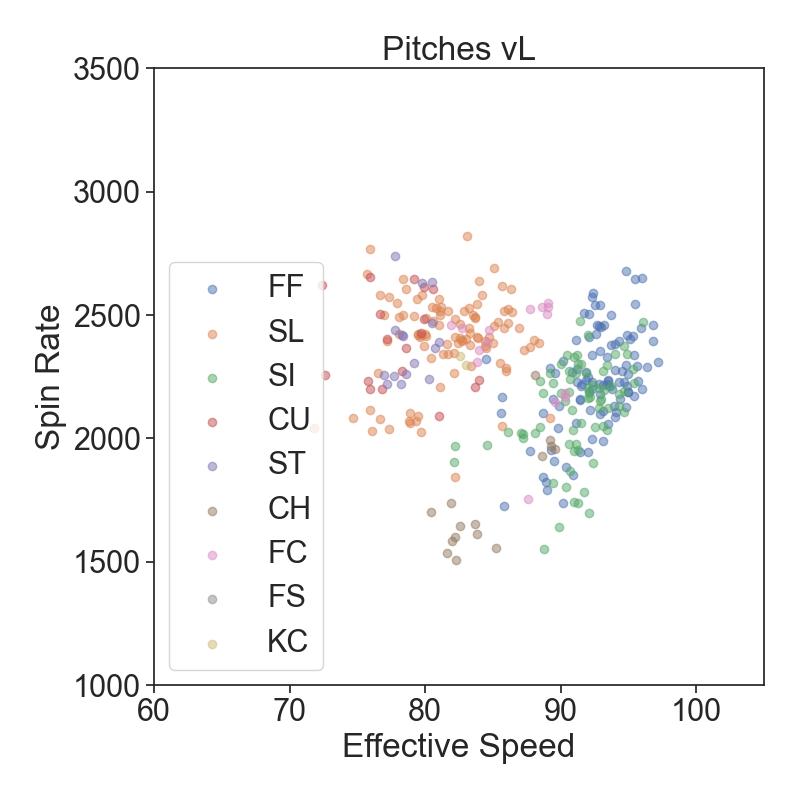 Pitches vL
3500
3000
2500
2000
1500
1000
Spin Rate
FF
SL
SI
CU
ST
CH
FC
FS
KC
60 70 80 90 100
Effective Speed